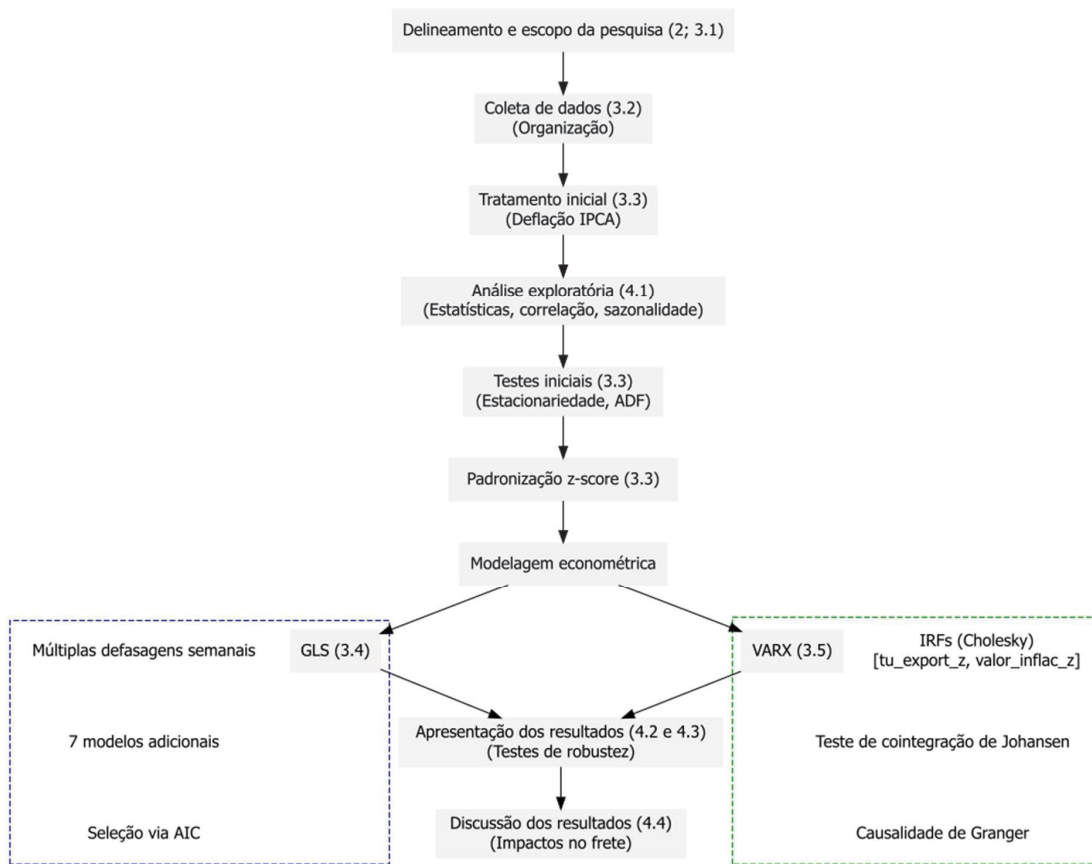 Delineamento e escopo da pesquisa (2; 3.1)
Coleta de dados (3.2)
(Organização)
Tratamento inicial (3.3)
(Deflação IPCA)
Análise exploratória (4.1)
(Estatísticas, correlação, sazonalidade)
Testes iniciais (3.3)
(Estacionariedade, ADF)
Padronização z-score (3.3)
Modelagem econométrica
Múltiplas defasagens semanais
GLS (3.4)
VARX (3.5)
IRFs (Cholesky)
[tu_export_z, valor_inflac_z]
7 modelos adicionais
Apresentação dos resultados (4.2 e 4.3)
(Testes de robustez)
Teste de cointegração de Johansen
Seleção via AIC
Discussão dos resultados (4.4)
(Impactos no frete)
Causalidade de Granger